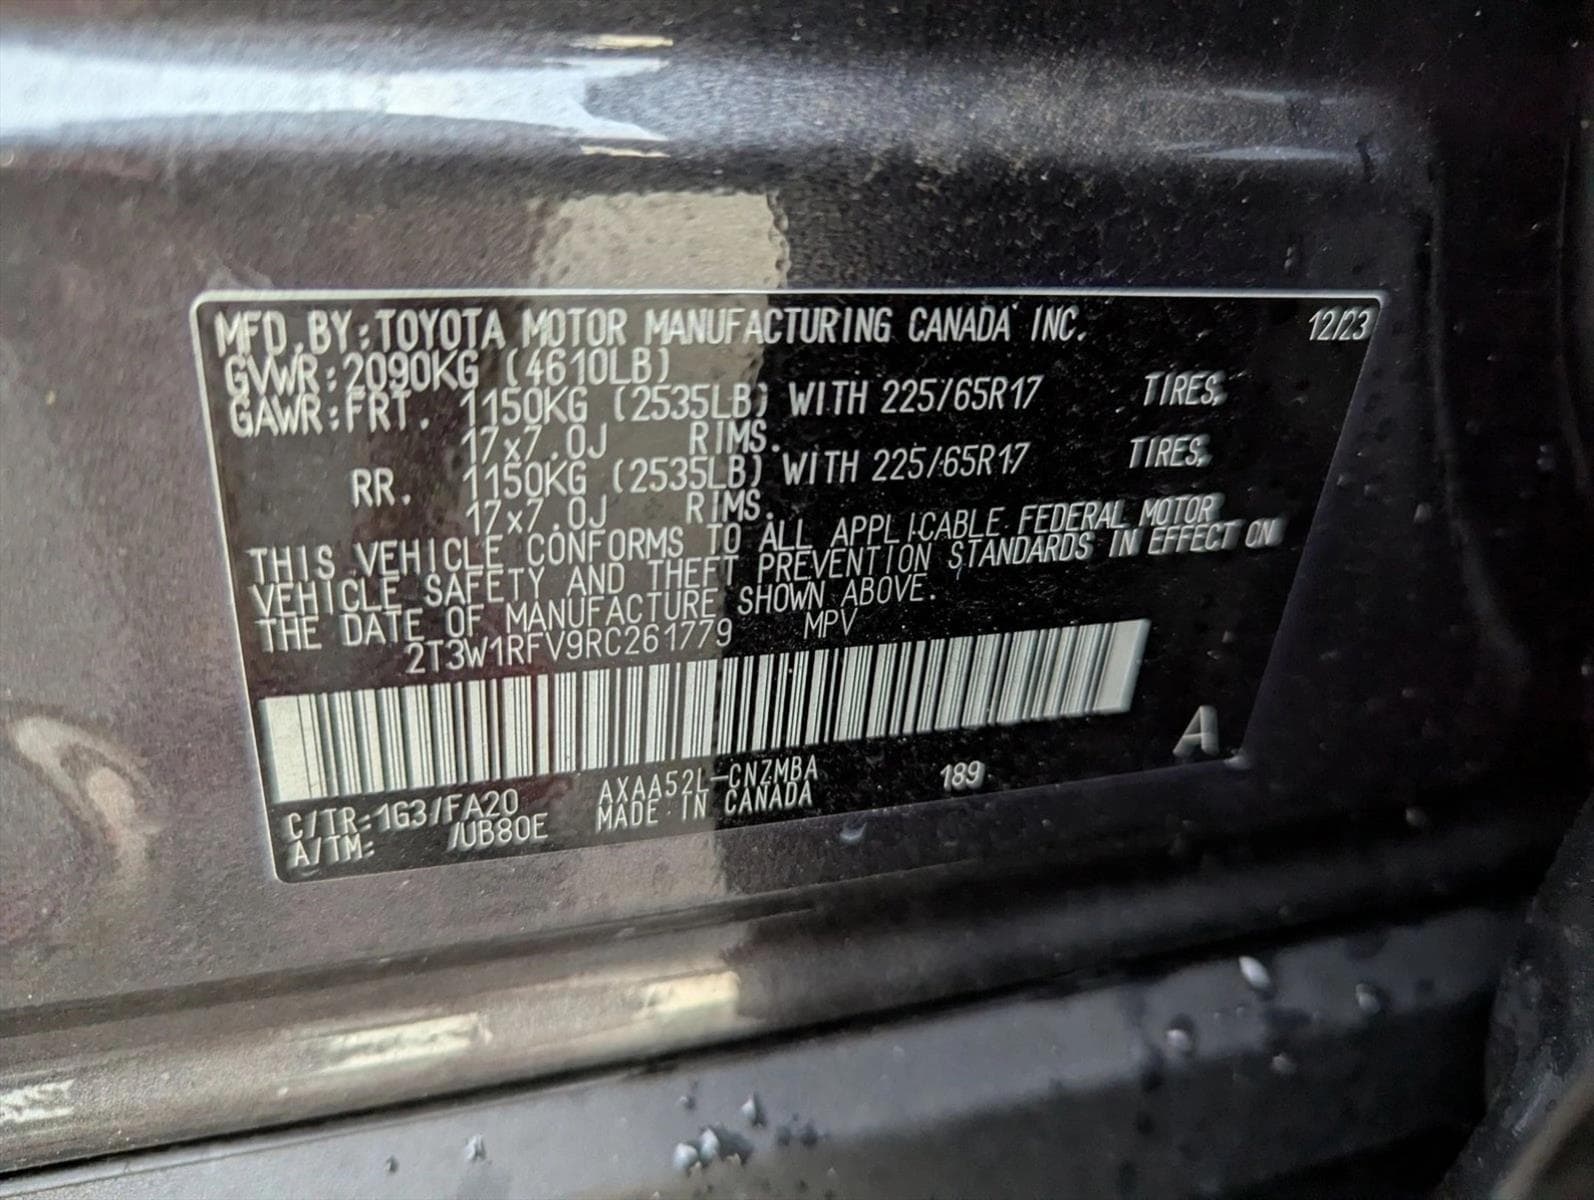 MFD. BY: TOYOTA MOTOR MANUFACTURING CANADA INC. 12/23
GVWR: 2090KG (4610LB)
GAWR: FRT. 1150KG (2535LB) WITH 225/65R17 TIRES,
17x7.0J RIMS.
RR. 1150KG (2535LB) WITH 225/65R17 TIRES,
17x7.0J RIMS.
THIS VEHICLE CONFORMS TO ALL APPLICABLE FEDERAL MOTOR
VEHICLE SAFETY AND THEFT PREVENTION STANDARDS IN EFFECT ON
THE DATE OF MANUFACTURE SHOWN ABOVE.
2T3W1RFV9RC261779 MPV
A
C/TR: 1G3/FA20 AXAA52L-CNZMBA 189
A/TM: /UB80E MADE IN CANADA